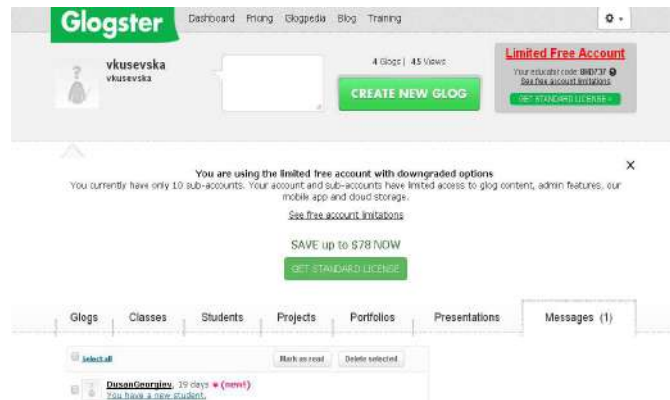 Glogster
Dashboard Pricing Glogpedia Blog Training
vkusevska
vkusevska
4 Glogs | 45 Views
CREATE NEW GLOG
Limited Free Account
Your educator code
See free account limitations
GET STANDARD LICENSE
You are using the limited free account with downgraded options
You currently have only 10 sub-accounts. Your account and sub-accounts have limited access to glog content, admin features, our
mobile app and cloud storage.
See free account limitations
SAVE up to $78 NOW
GET STANDARD LICENSE
Glogs Classes Students Projects Portfolios Presentations Messages (1)
Select all Mark as read Delete selected
DusanGeorgiev, 19 days (new!)
You have a new student.